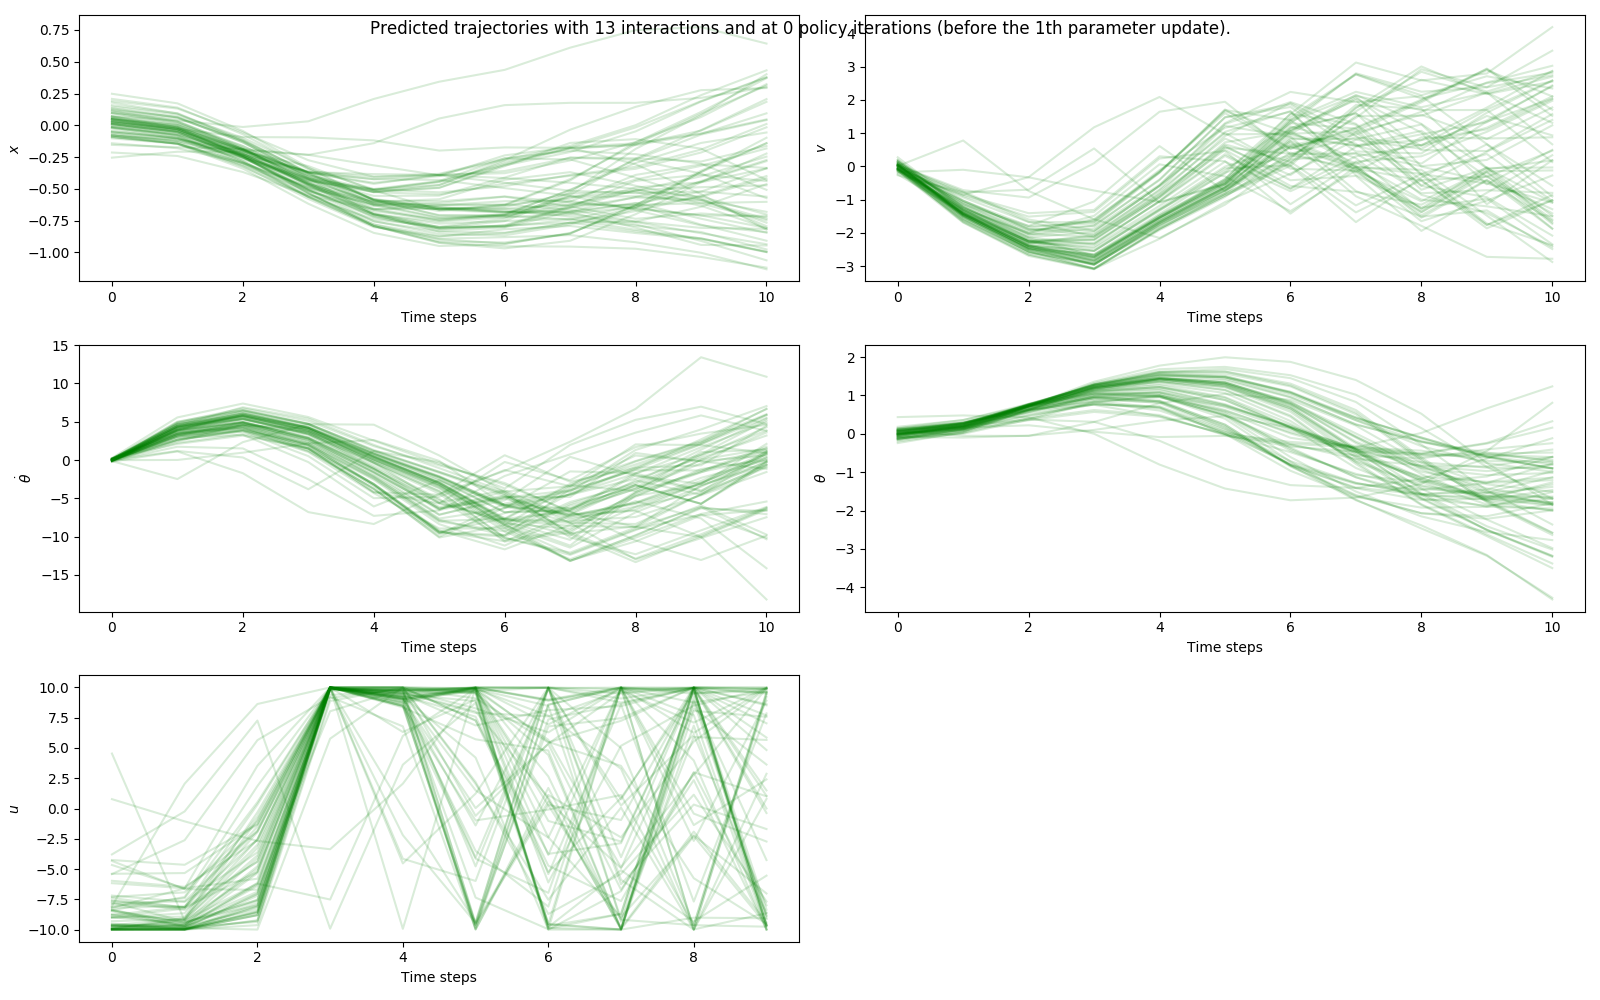 Predicted trajectories with 13 interactions and at 0 policy iterations (before the 1th parameter update).
0.75
0.50
0.25
0.00
−0.25
−0.50
−0.75
−1.00
x
0 2 4 6 8 10
Time steps
4
3
2
1
0
−1
−2
−3
v
0 2 4 6 8 10
Time steps
15
10
5
0
−5
−10
−15
θ̇
0 2 4 6 8 10
Time steps
2
1
0
−1
−2
−3
−4
θ
0 2 4 6 8 10
Time steps
10.0
7.5
5.0
2.5
0.0
−2.5
−5.0
−7.5
−10.0
u
0 2 4 6 8
Time steps